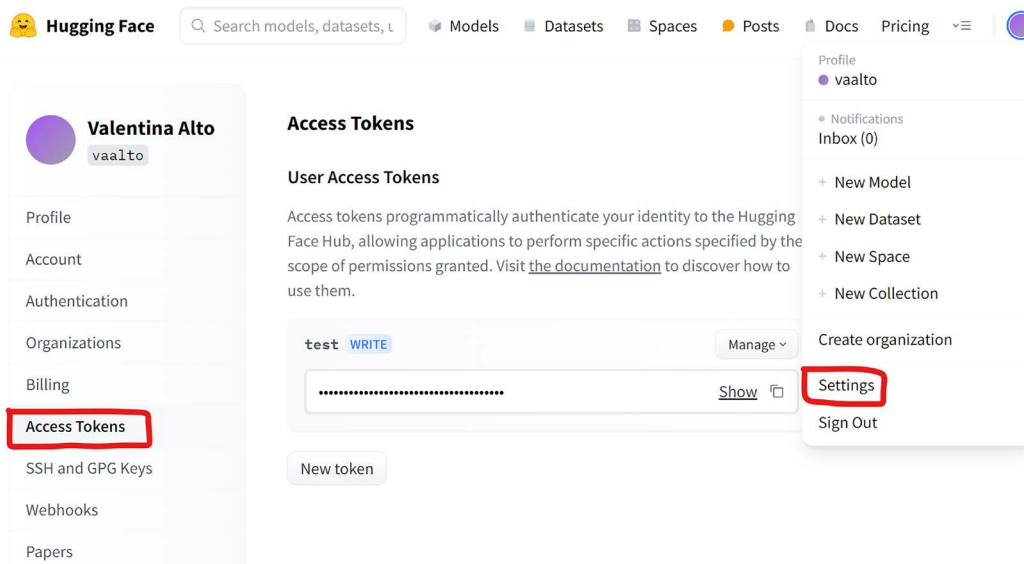 Hugging Face
Search models, datasets, u
Models
Datasets
Spaces
Posts
Docs
Pricing
Valentina Alto
vaalto
Profile
Account
Authentication
Organizations
Billing
Access Tokens
SSH and GPG Keys
Webhooks
Papers
Access Tokens
User Access Tokens
Access tokens programmatically authenticate your identity to the Hugging
Face Hub, allowing applications to perform specific actions specified by the
scope of permissions granted. Visit the documentation to discover how to
use them.
test WRITE
Manage
Show
New token
Profile
vaalto
Notifications
Inbox (0)
+ New Model
+ New Dataset
+ New Space
+ New Collection
Create organization
Settings
Sign Out